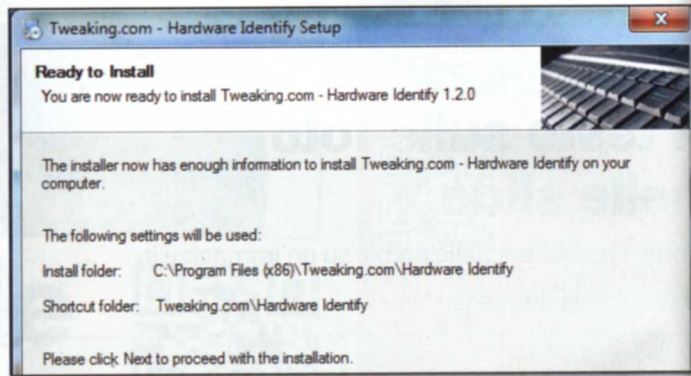 Tweaking.com - Hardware Identify Setup
Ready to Install
You are now ready to install Tweaking.com - Hardware Identify 1.2.0
The installer now has enough information to install Tweaking.com - Hardware Identify on your
computer.
The following settings will be used:
Install folder: C:\Program Files (x86)\Tweaking.com\Hardware Identify
Shortcut folder: Tweaking.com\Hardware Identify
Please click Next to proceed with the installation.